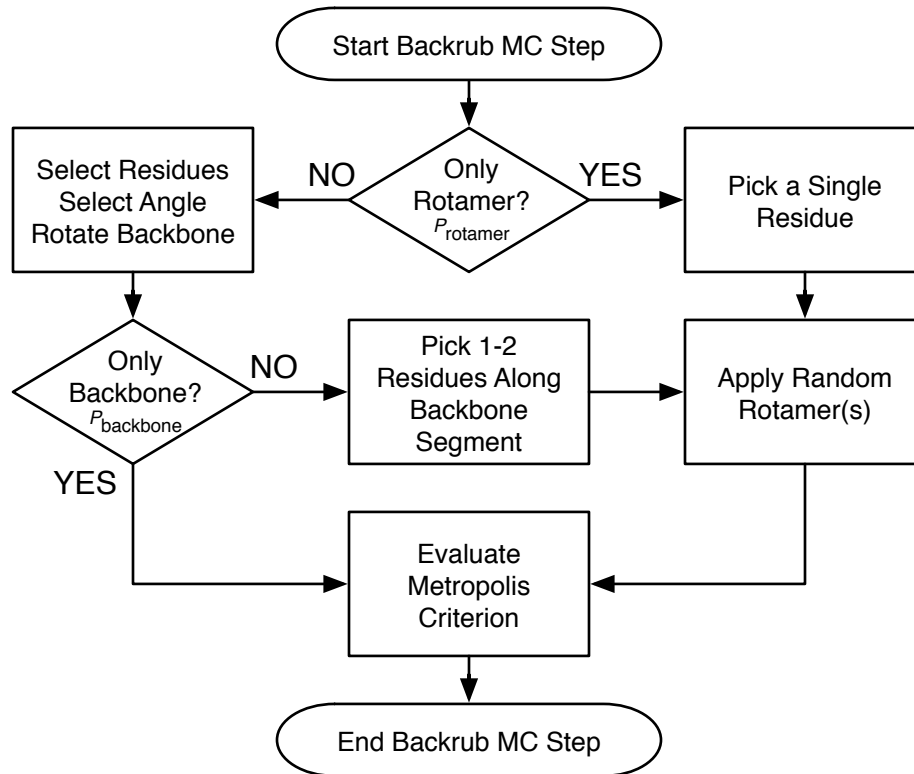 Start Backrub MC Step
Only
Rotamer?
Protamer
NO
YES
Select Residues
Select Angle
Rotate Backbone
Pick a Single
Residue
Only
Backbone?
Pbackbone
NO
YES
Pick 1-2
Residues Along
Backbone
Segment
Apply Random
Rotamer(s)
Evaluate
Metropolis
Criterion
End Backrub MC Step